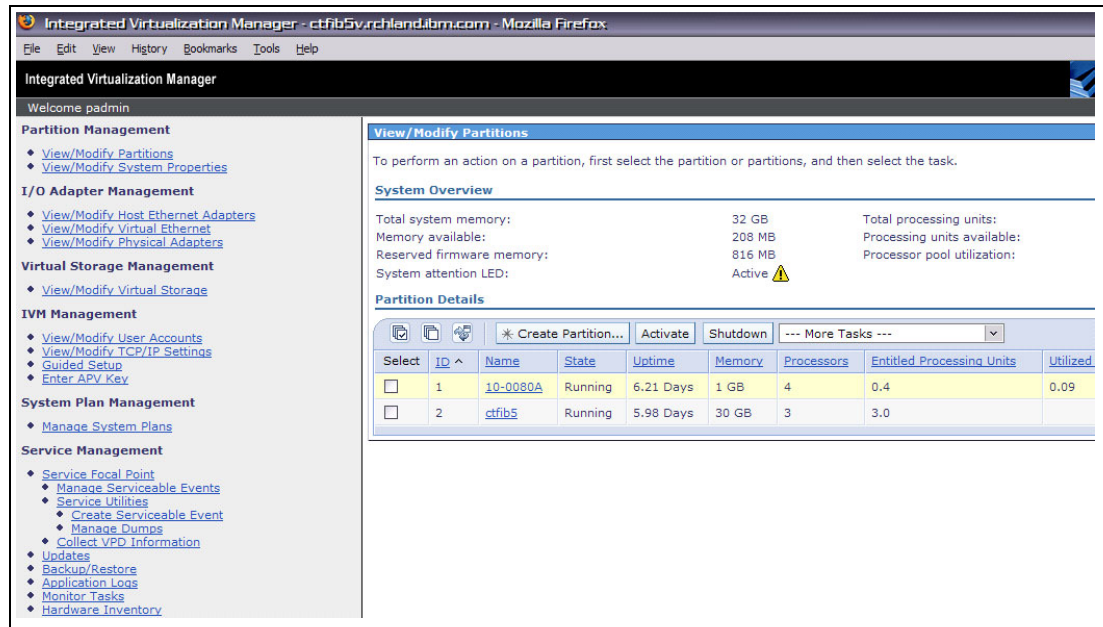 Integrated Virtualization Manager - ctfib5v.rchland.ibm.com - Mozilla Firefox
File Edit View History Bookmarks Tools Help
Integrated Virtualization Manager
Welcome padmin
Partition Management
View/Modify Partitions
View/Modify System Properties
I/O Adapter Management
View/Modify Host Ethernet Adapters
View/Modify Virtual Ethernet
View/Modify Physical Adapters
Virtual Storage Management
View/Modify Virtual Storage
IVM Management
View/Modify User Accounts
View/Modify TCP/IP Settings
Guided Setup
Enter APV Key
System Plan Management
Manage System Plans
Service Management
Service Focal Point
Manage Serviceable Events
Service Utilities
Create Serviceable Event
Manage Dumps
Collect VPD Information
Updates
Backup/Restore
Application Logs
Monitor Tasks
Hardware Inventory
View/Modify Partitions
To perform an action on a partition, first select the partition or partitions, and then select the task.
System Overview
Total system memory: 32 GB Total processing units:
Memory available: 208 MB Processing units available:
Reserved firmware memory: 816 MB Processor pool utilization:
System attention LED: Active
Partition Details
Create Partition... Activate Shutdown --- More Tasks ---
Select ID ^ Name State Uptime Memory Processors Entitled Processing Units Utilized
1 10-0080A Running 6.21 Days 1 GB 4 0.4 0.09
2 ctfib5 Running 5.98 Days 30 GB 3 3.0